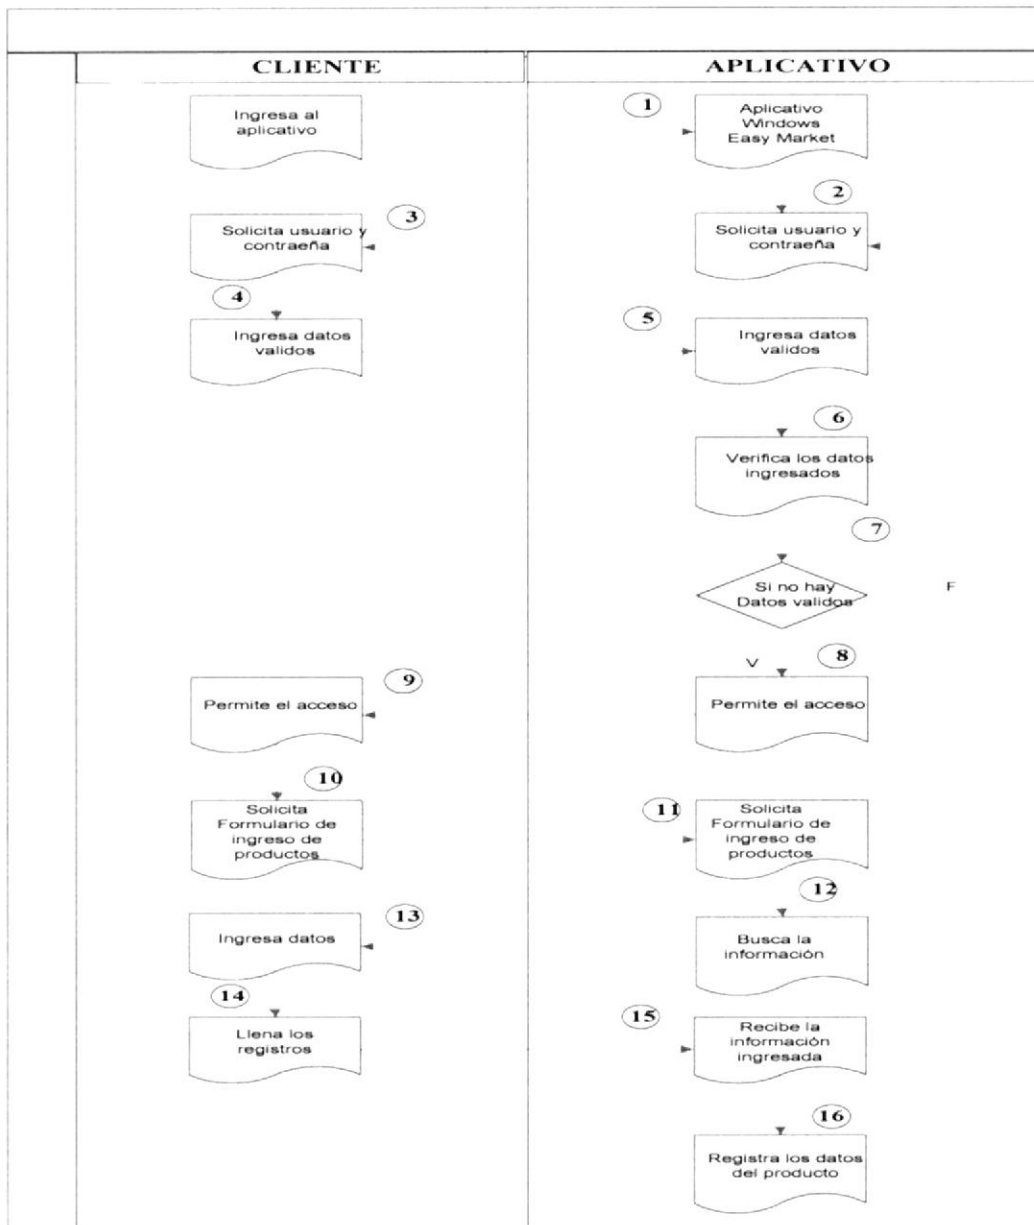 CLIENTE
APLICATIVO
Ingresa al
aplicativo
1
Aplicativo
Windows
Easy Market
2
3
Solicita usuario y
contraeña
Solicita usuario y
contraeña
4
Ingresa datos
validos
5
Ingresa datos
validos
6
Verifica los datos
ingresados
7
Si no hay
Datos validos
F
V
8
9
Permite el acceso
Permite el acceso
10
Solicita
Formulario de
ingreso de
productos
11
Solicita
Formulario de
ingreso de
productos
12
13
Ingresa datos
Busca la
información
14
Llena los
registros
15
Recibe la
información
ingresada
16
Registra los datos
del producto